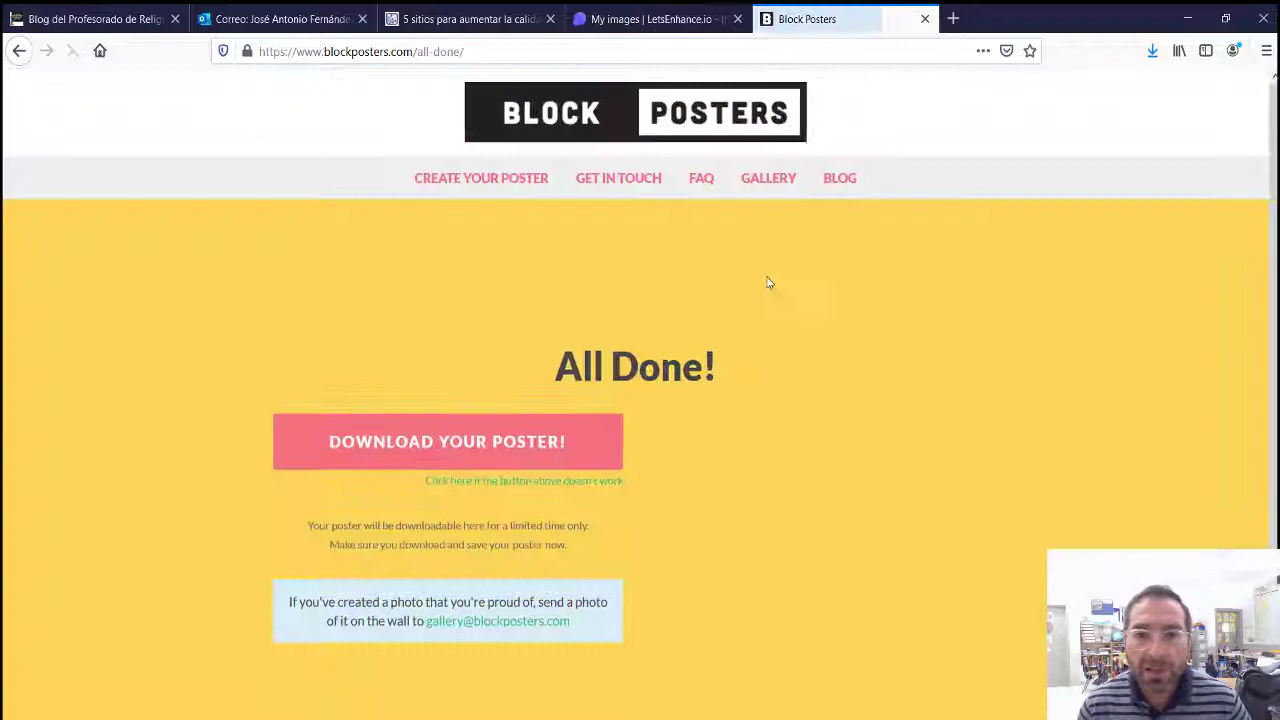 Blog del Profesorado de Relig
Correo: José Antonio Fernánde
5 sitios para aumentar la calida
My images | LetsEnhance.io - I
Block Posters
https://www.blockposters.com/all-done/
BLOCK POSTERS
CREATE YOUR POSTER GET IN TOUCH FAQ GALLERY BLOG
All Done!
DOWNLOAD YOUR POSTER!
Click here if the button above doesn't work
Your poster will be downloadable here for a limited time only.
Make sure you download and save your poster now.
If you've created a photo that you're proud of, send a photo
of it on the wall to gallery@blockposters.com